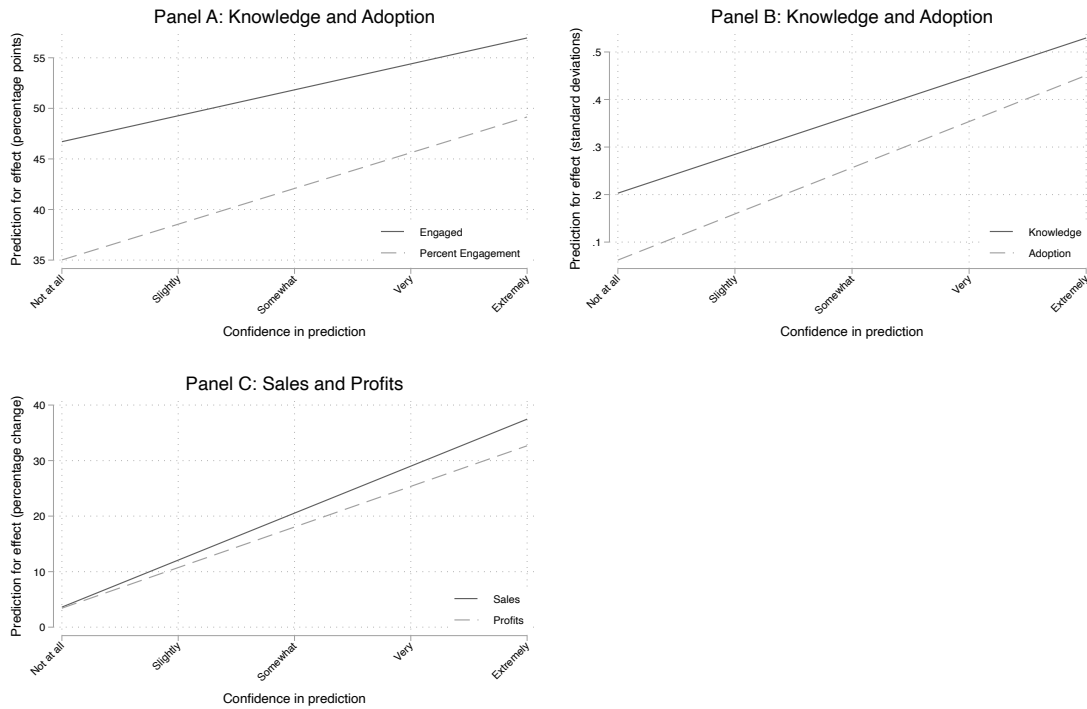 Panel A: Knowledge and Adoption
Prediction for effect (percentage points)
55
50
45
40
35
Engaged
Percent Engagement
Not at all
Slightly
Somewhat
Very
Extremely
Confidence in prediction
Panel B: Knowledge and Adoption
Prediction for effect (standard deviations)
.5
.4
.3
.2
.1
Knowledge
Adoption
Not at all
Slightly
Somewhat
Very
Extremely
Confidence in prediction
Panel C: Sales and Profits
Prediction for effect (percentage change)
40
30
20
10
0
Sales
Profits
Not at all
Slightly
Somewhat
Very
Extremely
Confidence in prediction